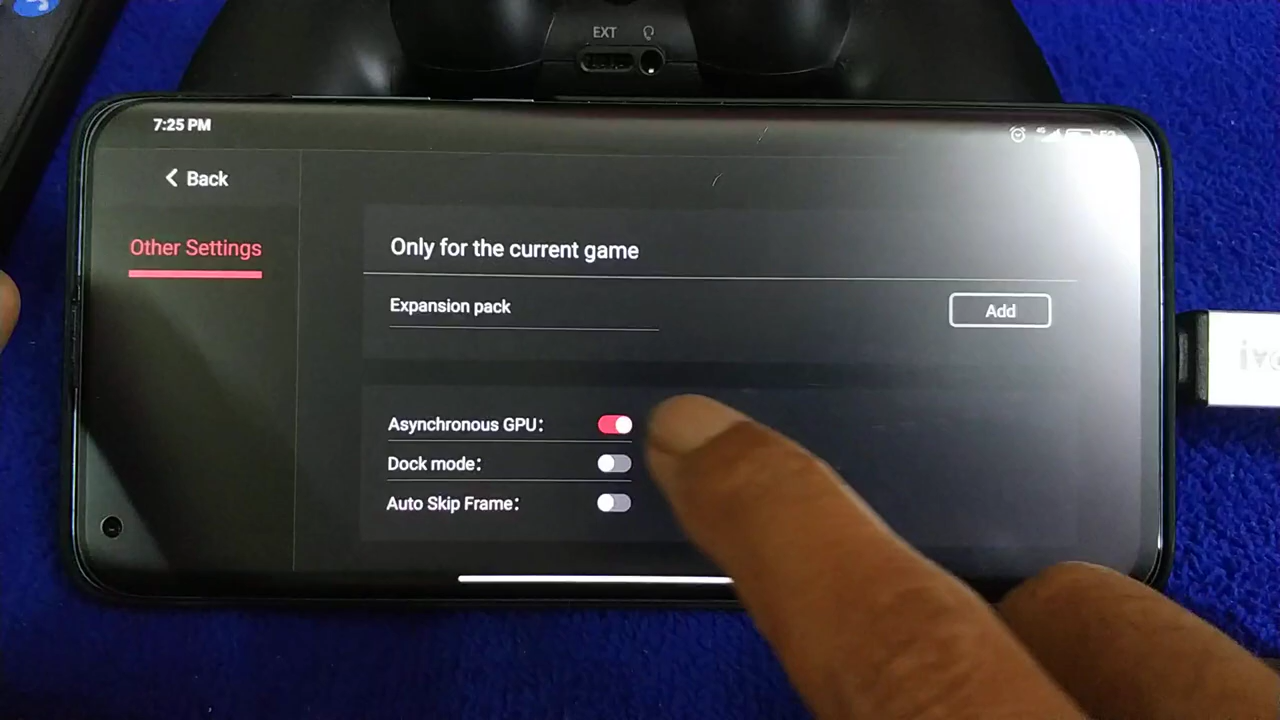 EXT
7:25 PM
Back
Other Settings
Only for the current game
Expansion pack
Add
Asynchronous GPU:
Dock mode:
Auto Skip Frame: